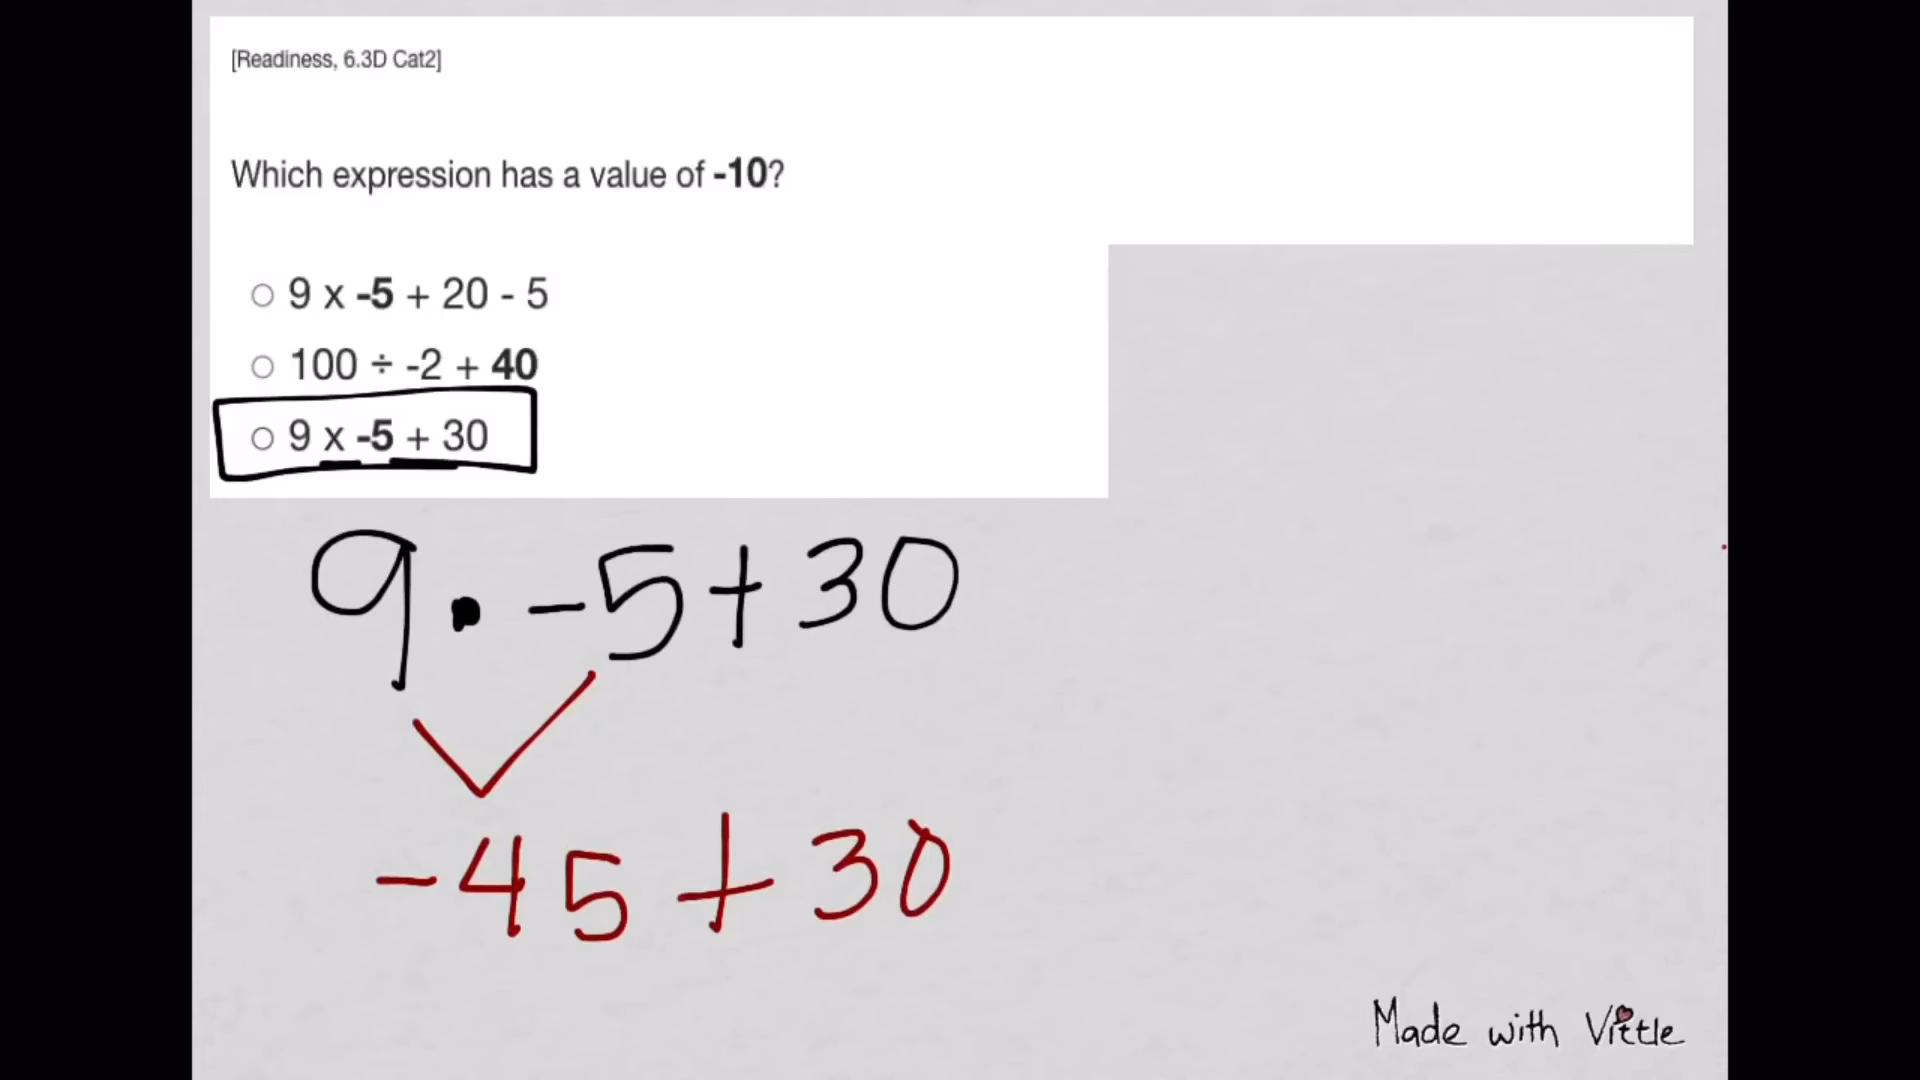 [Readiness, 6.3D Cat2]
Which expression has a value of -10?
9 x -5 + 20 - 5
100 ÷ -2 + 40
9 x -5 + 30
9 . -5 + 30
-45 + 30
Made with Vittle